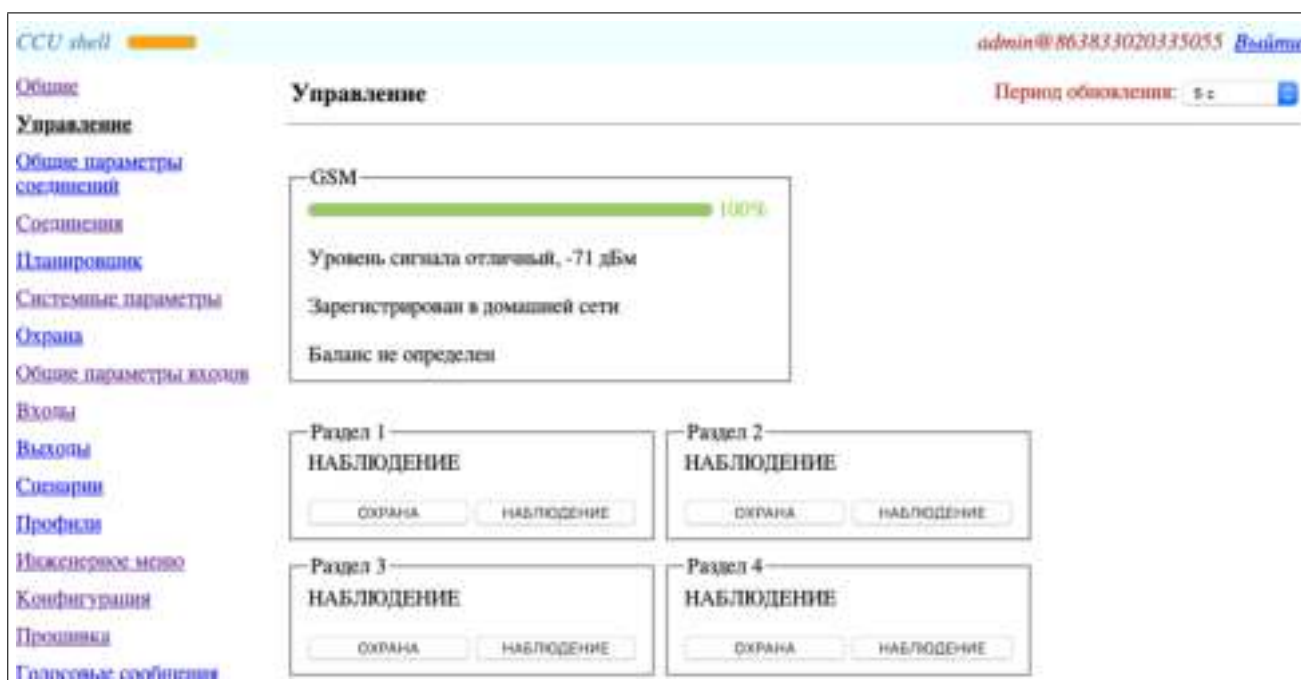 CCU shell
admin@863833020335055 Выйти
Общие
Управление
Общие параметры
соединений
Соединения
Планировщик
Системные параметры
Охрана
Общие параметры входов
Входы
Выходы
Сценарии
Профили
Инженерное меню
Конфигурация
Прошивка
Голосовые сообщения
Управление
Период обновления: 5 с
GSM
100%
Уровень сигнала отличный, -71 дБм
Зарегистрирован в домашней сети
Баланс не определен
Раздел 1
НАБЛЮДЕНИЕ
ОХРАНА НАБЛЮДЕНИЕ
Раздел 2
НАБЛЮДЕНИЕ
ОХРАНА НАБЛЮДЕНИЕ
Раздел 3
НАБЛЮДЕНИЕ
ОХРАНА НАБЛЮДЕНИЕ
Раздел 4
НАБЛЮДЕНИЕ
ОХРАНА НАБЛЮДЕНИЕ